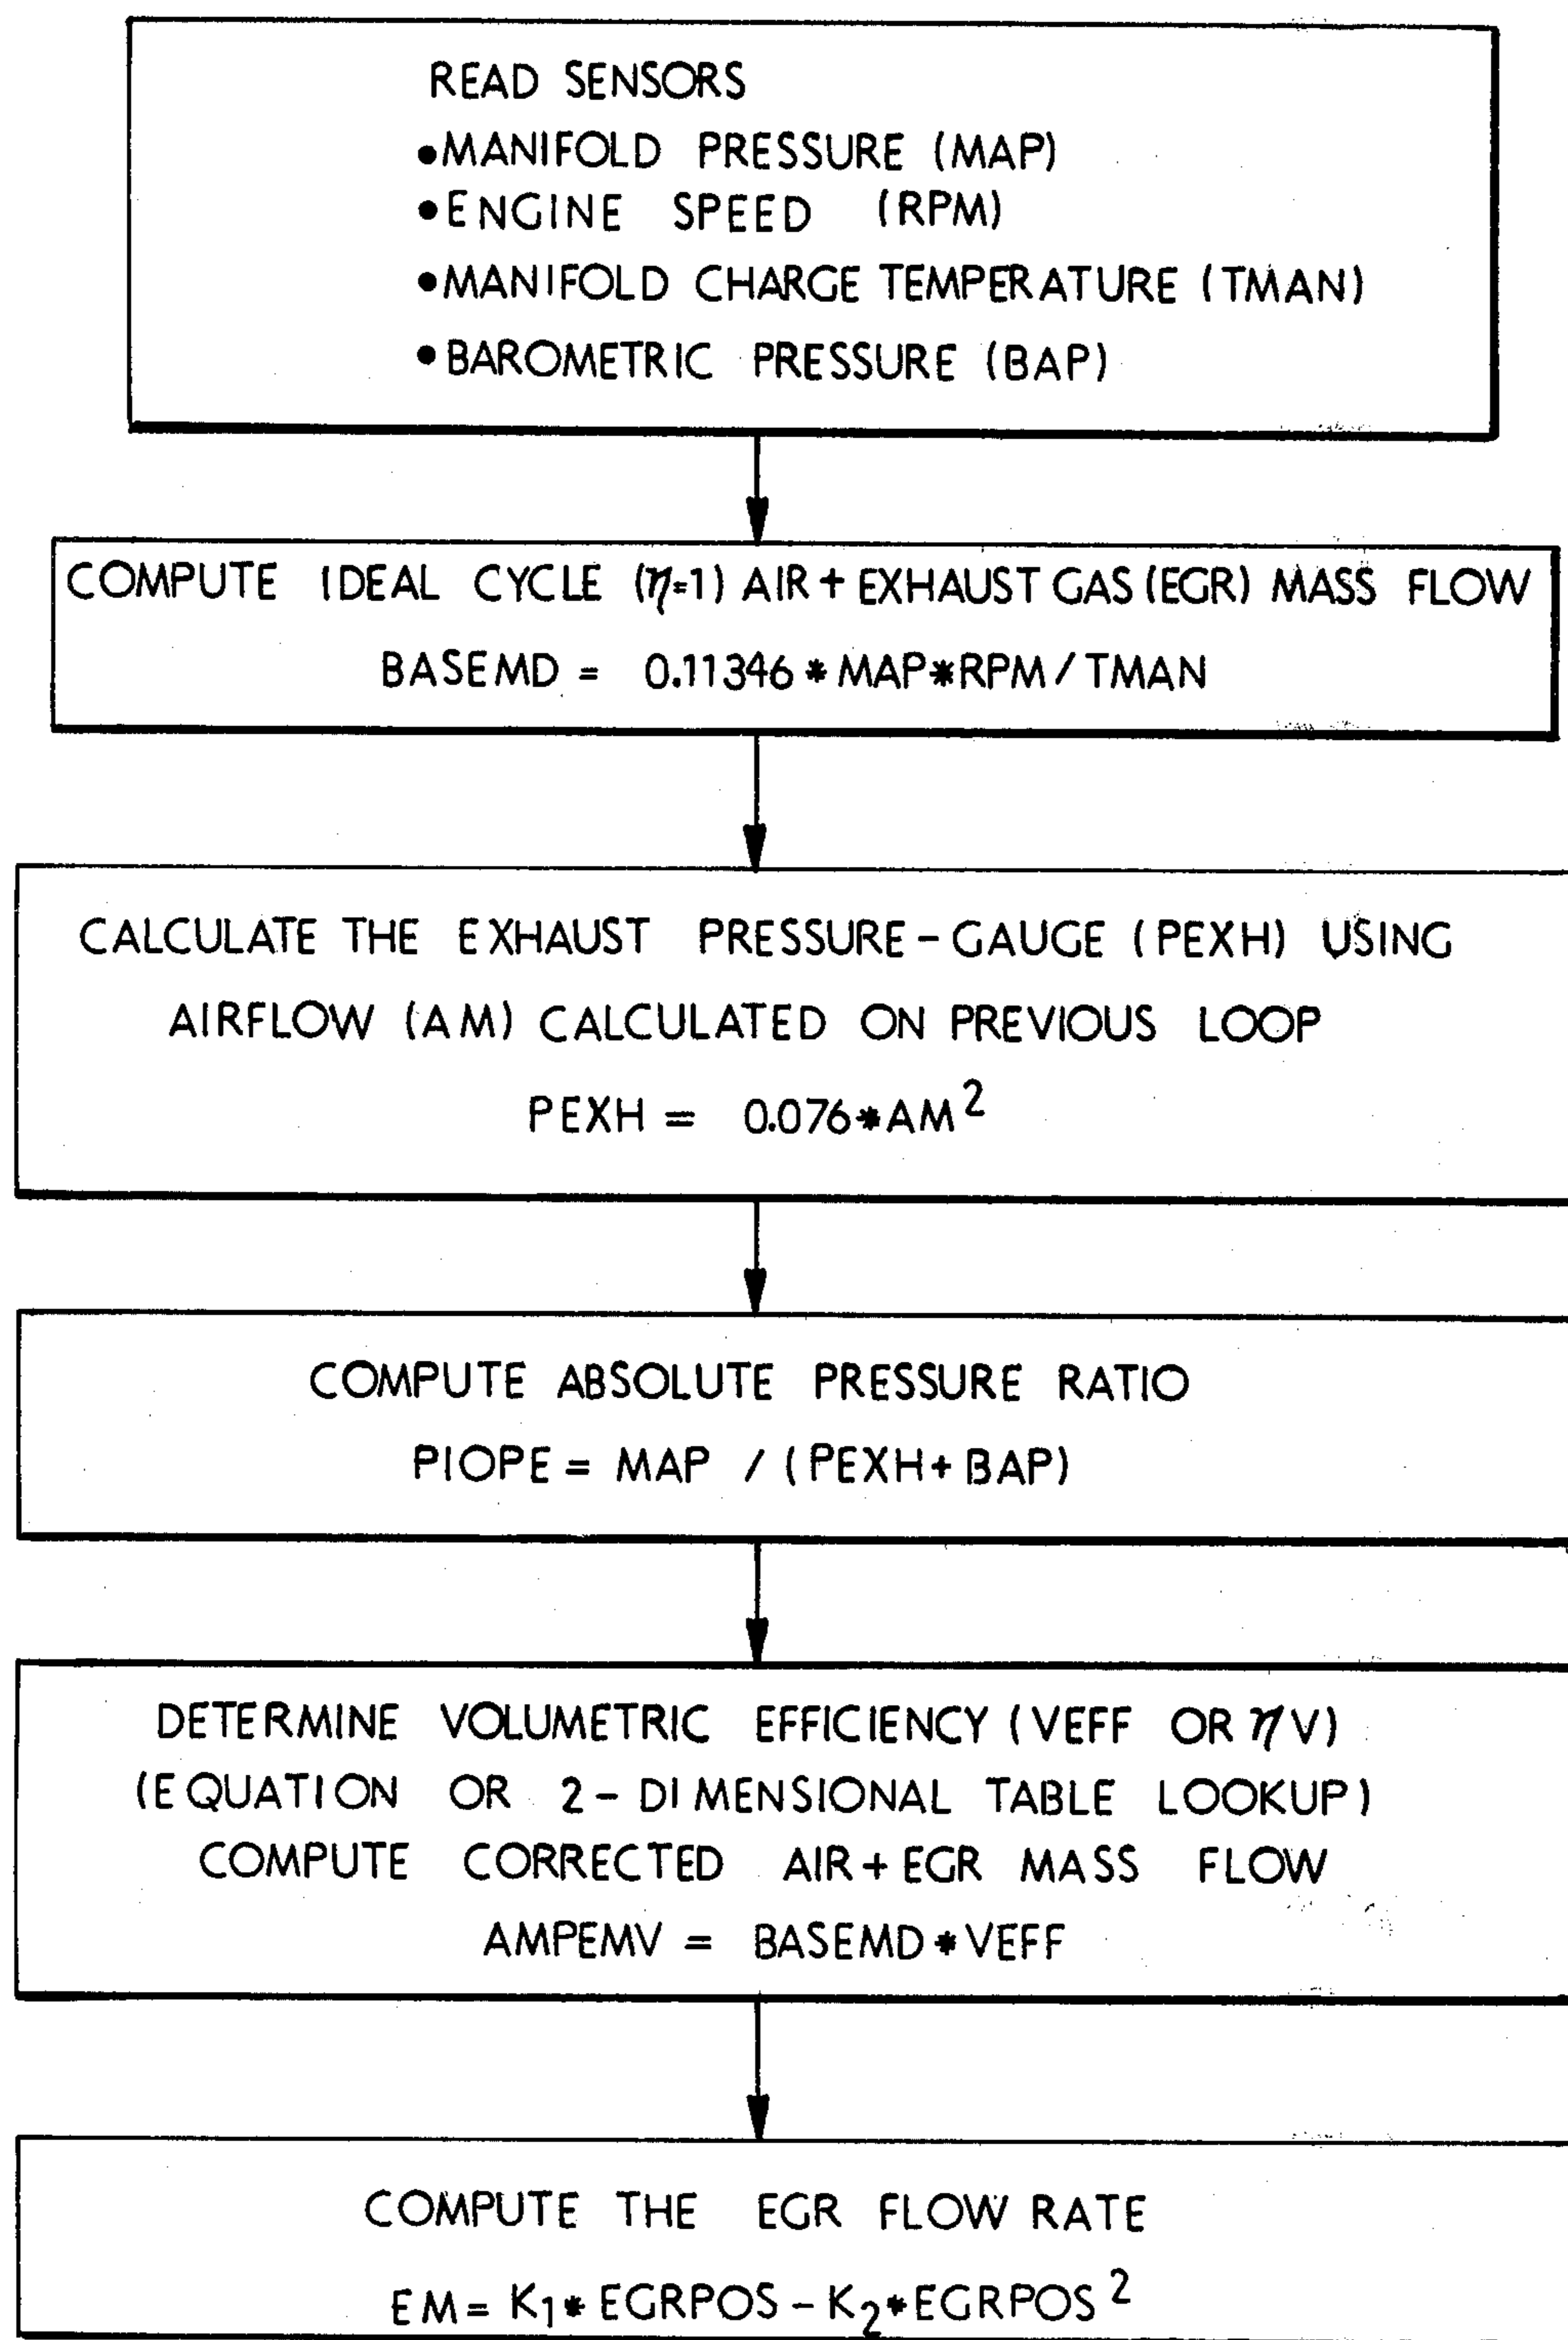 READ SENSORS
•MANIFOLD PRESSURE (MAP)
•ENGINE SPEED (RPM)
•MANIFOLD CHARGE TEMPERATURE (TMAN)
•BAROMETRIC PRESSURE (BAP)
COMPUTE IDEAL CYCLE (η=1) AIR + EXHAUST GAS (EGR) MASS FLOW
BASEMD = 0.11346 * MAP*RPM / TMAN
CALCULATE THE EXHAUST PRESSURE-GAUGE (PEXH) USING
AIRFLOW (AM) CALCULATED ON PREVIOUS LOOP
PEXH = 0.076*AM²
COMPUTE ABSOLUTE PRESSURE RATIO
PIOPE = MAP / (PEXH+BAP)
DETERMINE VOLUMETRIC EFFICIENCY (VEFF OR ηV)
(EQUATION OR 2-DIMENSIONAL TABLE LOOKUP)
COMPUTE CORRECTED AIR+EGR MASS FLOW
AMPEMV = BASEMD*VEFF
COMPUTE THE EGR FLOW RATE
EM = K₁* EGRPOS - K₂*EGRPOS²